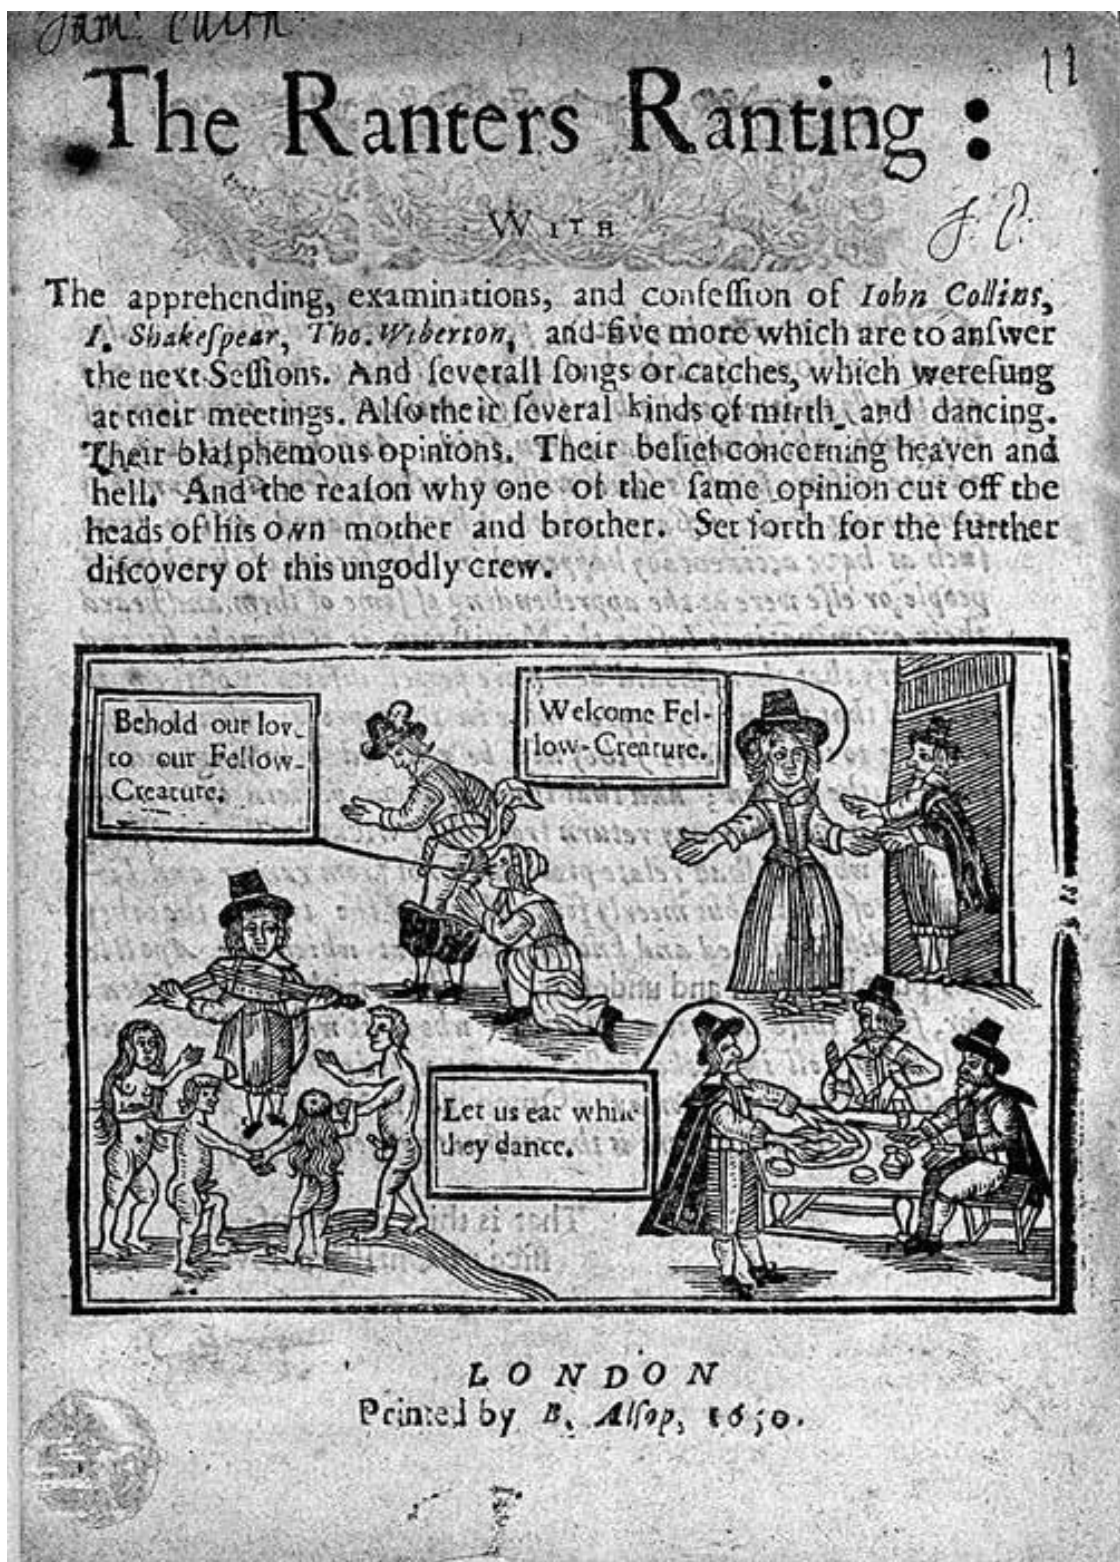 The Ranters Ranting:
11
WITH
J. C.
The apprehending, examinations, and confeſſion of Iohn Collins,
I. Shakeſpear, Tho. Wiberton, and five more which are to anſwer
the next Seſſions. And ſeverall ſongs or catches, which wereſung
at their meetings. Alſo their ſeveral kinds of mirth, and dancing.
Their blaſphemous opinions. Their belief concerning heaven and
hell. And the reaſon why one of the ſame opinion cut off the
heads of his own mother and brother. Set forth for the further
diſcovery of this ungodly crew.
Behold our lov
to our Fellow-
Creature.
Welcome Fel-
low-Creature.
Let us eat while
they dance.
LONDON
Printed by B. Alſop, 1650.